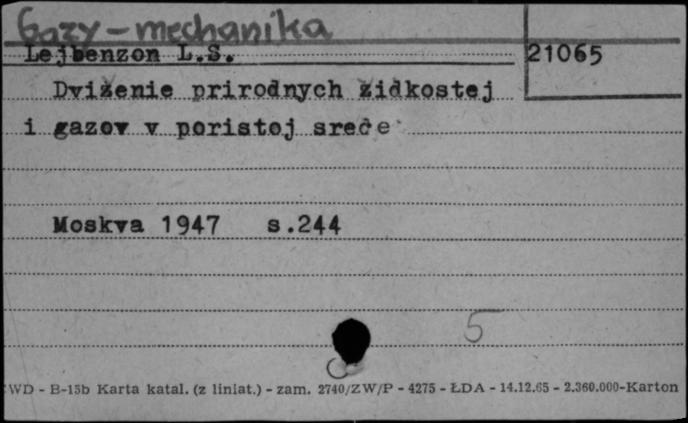 Gazy - mechanika
Lejbenzon L.S.
21065
Dviženie prirodnych židkostej
i gazov v poristoj srede
Moskva 1947 s.244
5
WD - B-15b Karta katal. (z liniat.) - zam. 2740/ZW/P - 4275 - ŁDA - 14.12.65 - 2.360.000-Karton